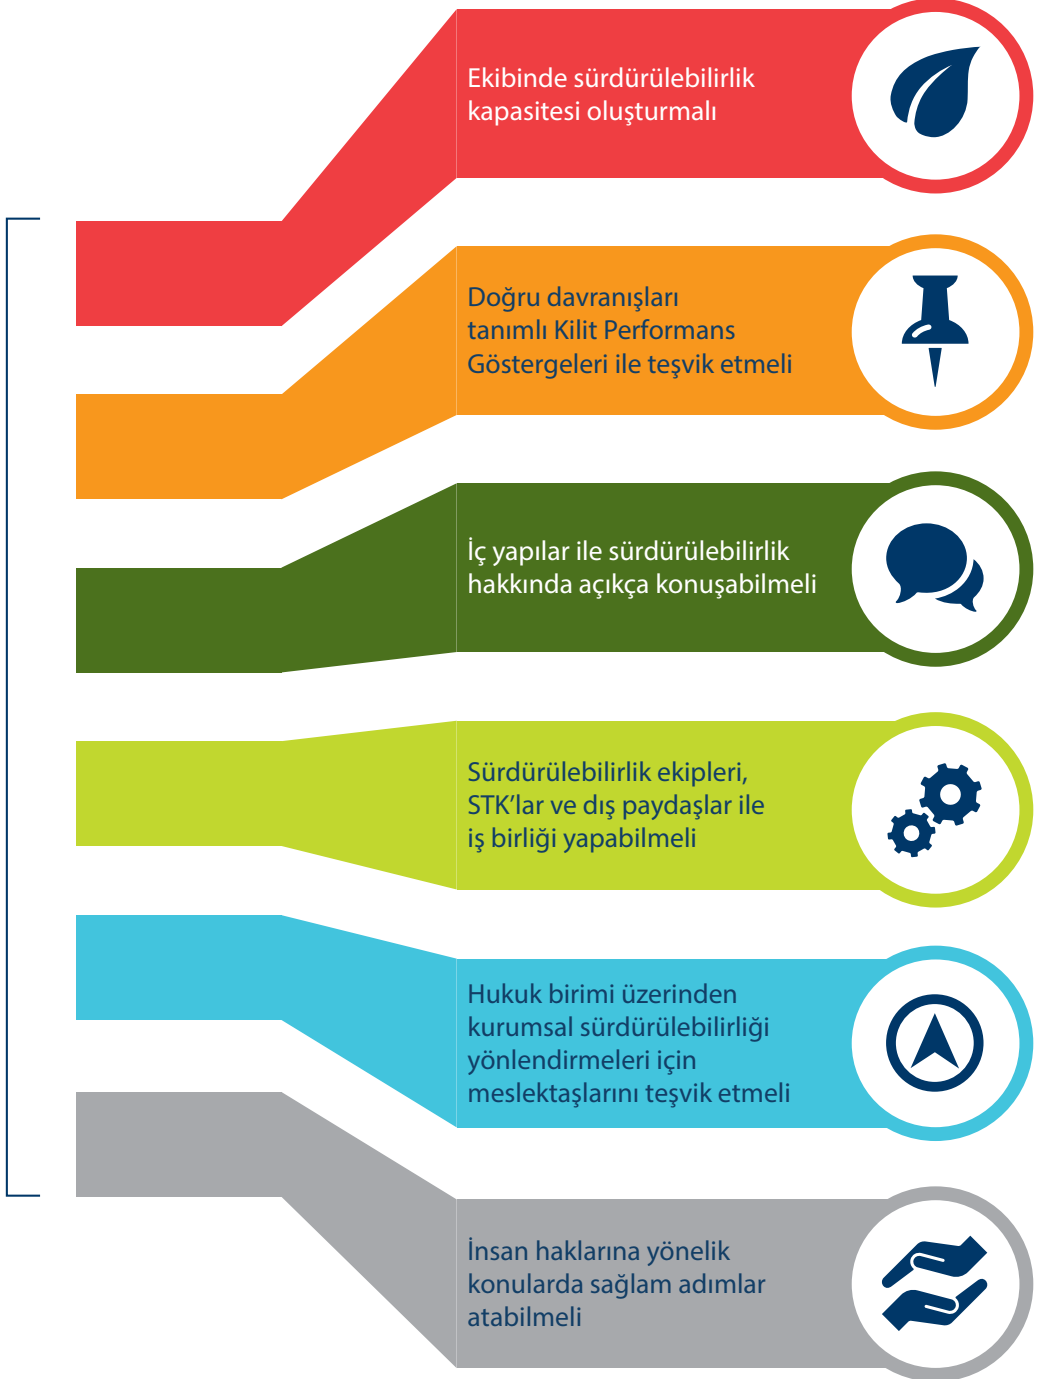 Ekibinde sürdürülebilirlik
kapasitesi oluşturmalı
Doğru davranışları
tanımlı Kilit Performans
Göstergeleri ile teşvik etmeli
İç yapılar ile sürdürülebilirlik
hakkında açıkça konuşabilmeli
Sürdürülebilirlik ekipleri,
STK’lar ve dış paydaşlar ile
iş birliği yapabilmeli
Hukuk birimi üzerinden
kurumsal sürdürülebilirliği
yönlendirmeleri için
meslektaşlarını teşvik etmeli
İnsan haklarına yönelik
konularda sağlam adımlar
atabilmeli